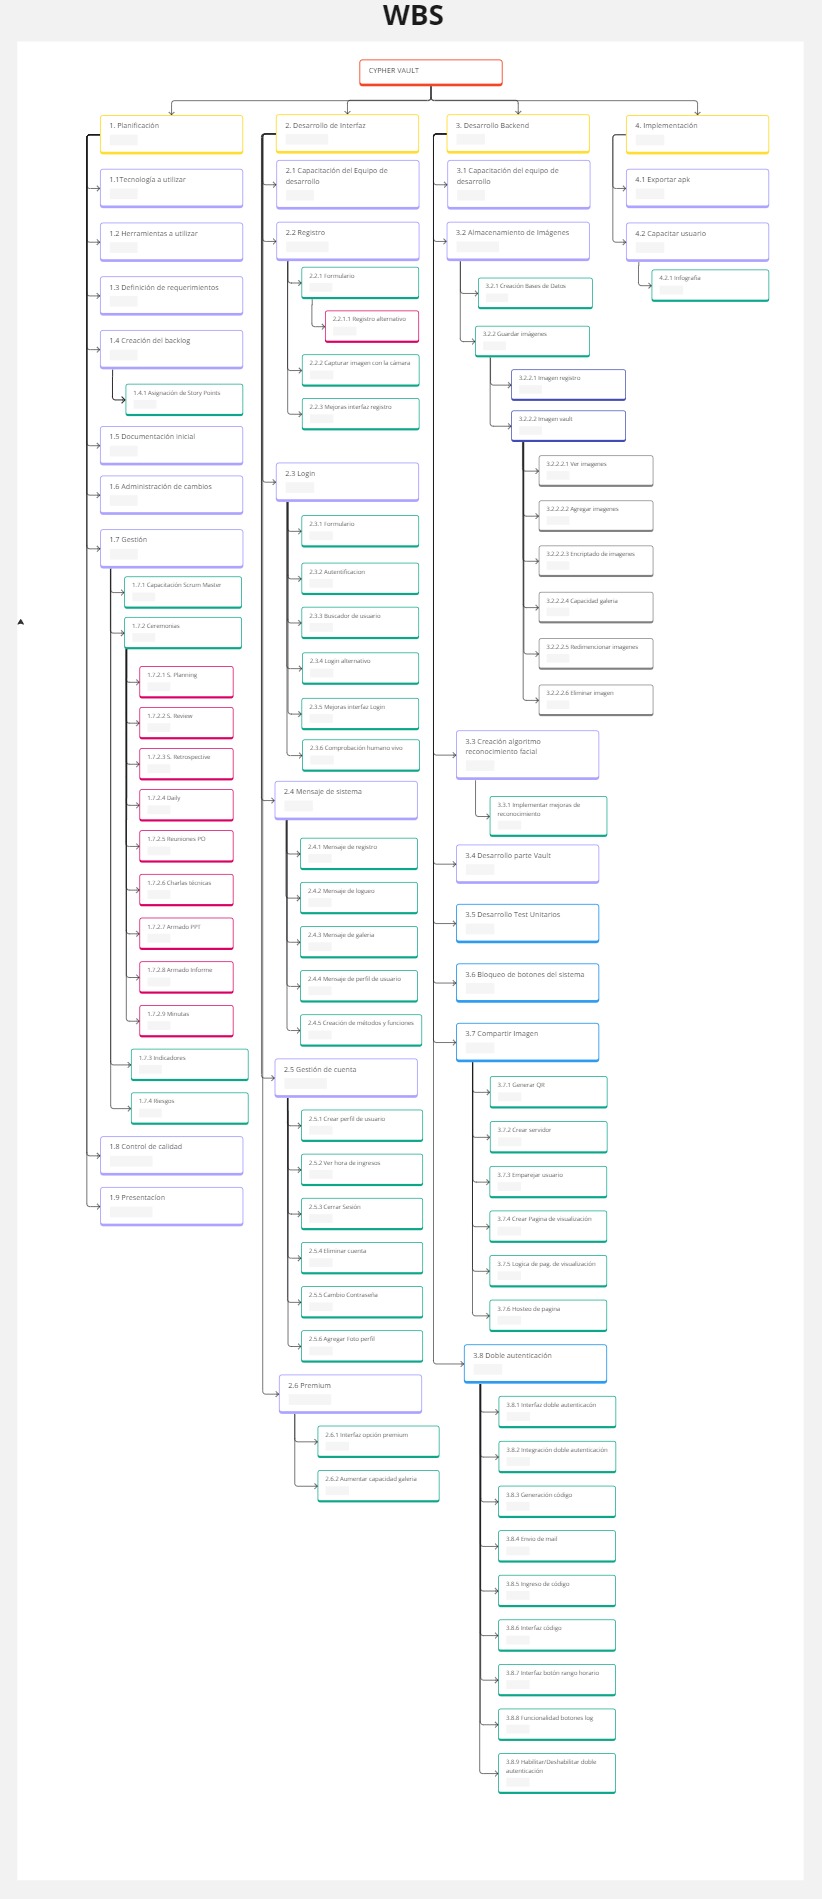 WBS
CYPHER VAULT
1. Planificación
1.1Tecnología a utilizar
1.2 Herramientas a utilizar
1.3 Definición de requerimientos
1.4 Creación del backlog
1.4.1 Asignación de Story Points
1.5 Documentación inicial
1.6 Administración de cambios
1.7 Gestión
1.7.1 Capacitación Scrum Master
1.7.2 Ceremonias
1.7.2.1 S. Planning
1.7.2.2 S. Review
1.7.2.3 S. Retrospective
1.7.2.4 Daily
1.7.2.5 Reuniones PO
1.7.2.6 Charlas técnicas
1.7.2.7 Armado PPT
1.7.2.8 Armado Informe
1.7.2.9 Minutas
1.7.3 Indicadores
1.7.4 Riesgos
1.8 Control de calidad
1.9 Presentacion
2. Desarrollo de Interfaz
2.1 Capacitación del Equipo de
desarrollo
2.2 Registro
2.2.1 Formulario
2.2.1.1 Registro alternativo
2.2.2 Capturar imagen con la cámara
2.2.3 Mejoras interfaz registro
2.3 Login
2.3.1 Formulario
2.3.2 Autentificacion
2.3.3 Buscador de usuario
2.3.4 Login alternativo
2.3.5 Mejoras interfaz Login
2.3.6 Comprobación humano vivo
2.4 Mensaje de sistema
2.4.1 Mensaje de registro
2.4.2 Mensaje de logueo
2.4.3 Mensaje de galeria
2.4.4 Mensaje de perfil de usuario
2.4.5 Creación de métodos y funciones
2.5 Gestión de cuenta
2.5.1 Crear perfil de usuario
2.5.2 Ver hora de ingresos
2.5.3 Cerrar Sesión
2.5.4 Eliminar cuenta
2.5.5 Cambio Contraseña
2.5.6 Agregar Foto perfil
2.6 Premium
2.6.1 Interfaz opción premium
2.6.2 Aumentar capacidad galería
3. Desarrollo Backend
3.1 Capacitación del equipo de
desarrollo
3.2 Almacenamiento de Imágenes
3.2.1 Creación Bases de Datos
3.2.2 Guardar imágenes
3.2.2.1 Imagen registro
3.2.2.2 Imagen vault
3.2.2.2.1 Ver imagenes
3.2.2.2.2 Agregar imagenes
3.2.2.2.3 Encriptado de imagenes
3.2.2.2.4 Capacidad galeria
3.2.2.2.5 Redimencionar imagenes
3.2.2.2.6 Eliminar imagen
3.3 Creación algoritmo
reconocimiento facial
3.3.1 Implementar mejoras de
reconocimiento
3.4 Desarrollo parte Vault
3.5 Desarrollo Test Unitarios
3.6 Bloqueo de botones del sistema
3.7 Compartir Imagen
3.7.1 Generar QR
3.7.2 Crear servidor
3.7.3 Emparejar usuario
3.7.4 Crear Pagina de visualización
3.7.5 Logica de pag. de visualización
3.7.6 Hosteo de pagina
3.8 Doble autenticación
3.8.1 Interfaz doble autenticacón
3.8.2 Integración doble autenticación
3.8.3 Generación código
3.8.4 Envio de mail
3.8.5 Ingreso de código
3.8.6 Interfaz código
3.8.7 Interfaz botón rango horario
3.8.8 Funcionalidad botones log
3.8.9 Habilitar/Deshabilitar doble
autenticación
4. Implementación
4.1 Exportar apk
4.2 Capacitar usuario
4.2.1 Infografia